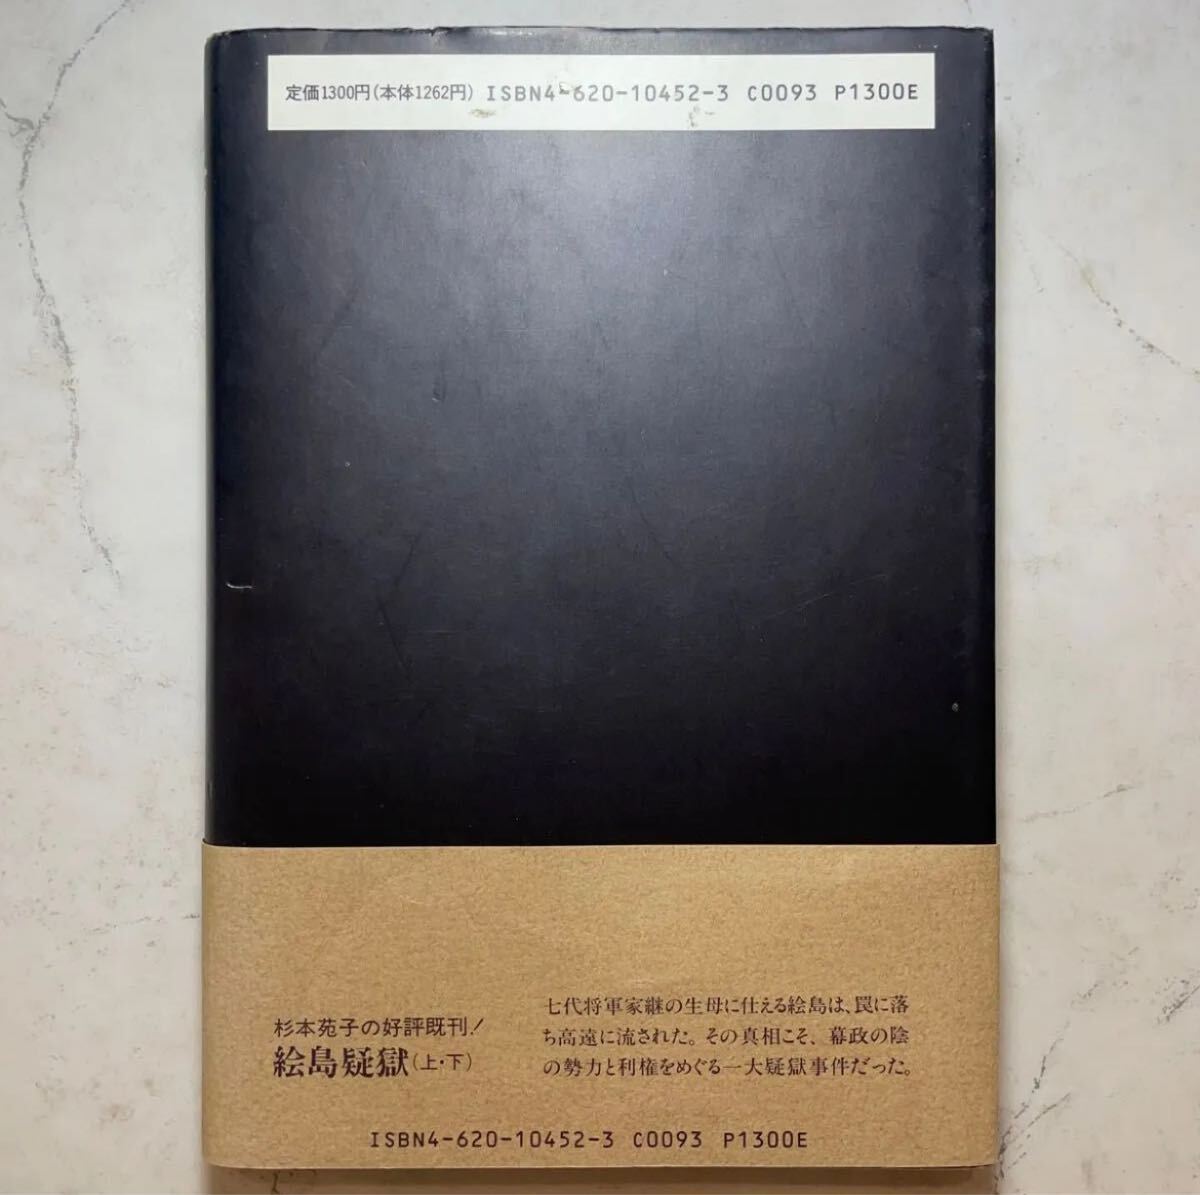 定価1300円(本体1262円) ISBN4-620-10452-3 C0093 P1300E
杉本苑子の好評既刊!
絵島疑獄(上・下)
七代将軍家継の生母に仕える絵島は、罠に落
ち高遠に流された。その真相こそ、幕政の陰
の勢力と利権をめぐる一大疑獄事件だった。
ISBN4-620-10452-3 C0093 P1300E